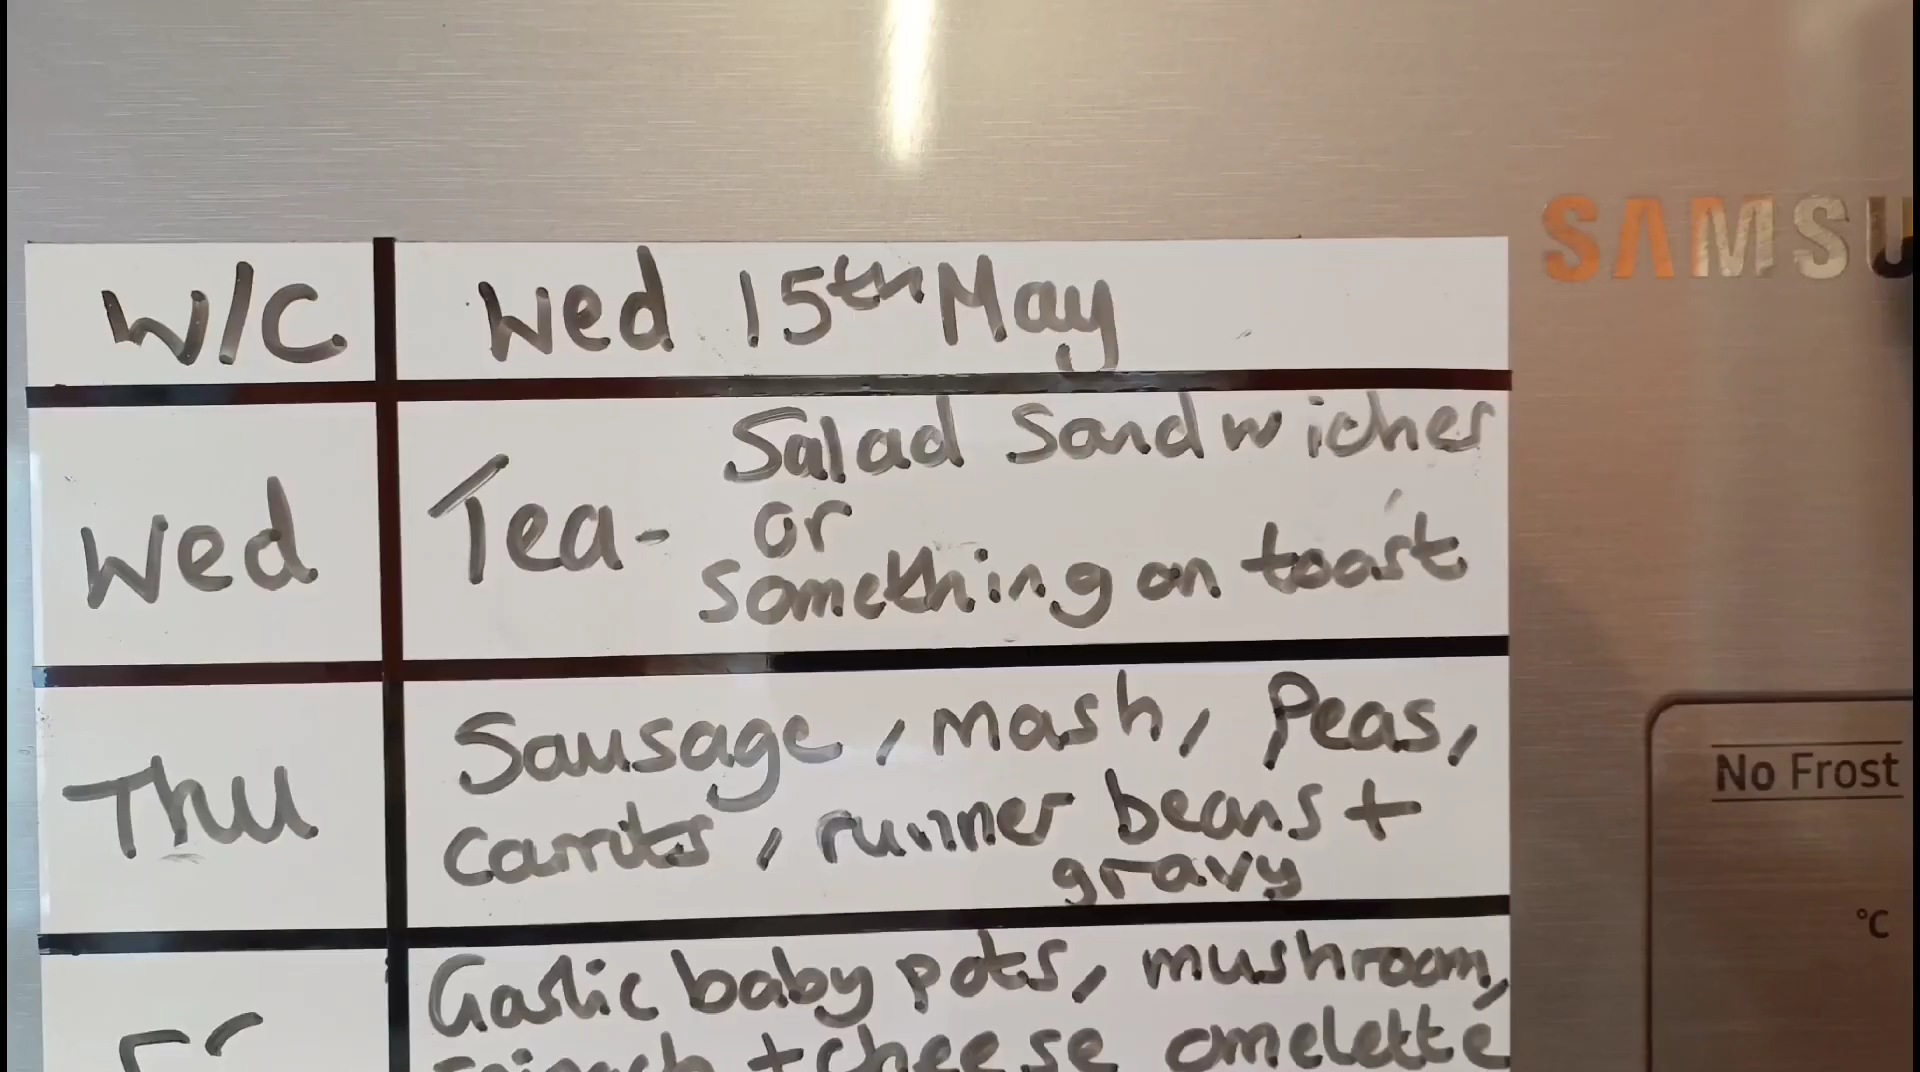 SAMSU
W/C
Wed 15th May
Wed
Salad Sandwiches
Tea- or
something on toast
Thu
Sausage, mash, Peas,
Carrots, runner beans +
gravy
Garlic baby pots, mushroom,
spinach + cheese omelette
No Frost
°C